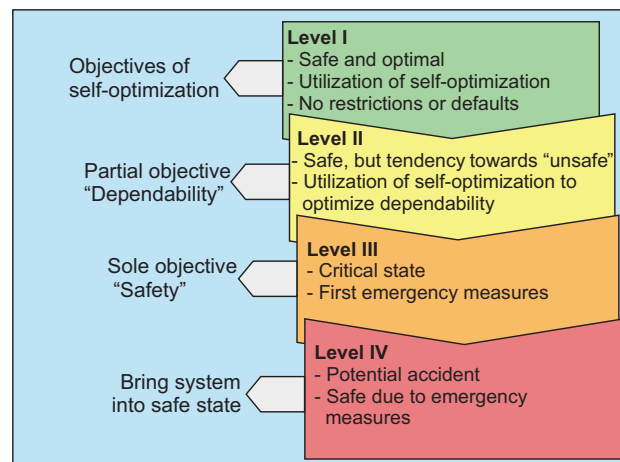 Objectives of
self-optimization
Level I
- Safe and optimal
- Utilization of self-optimization
- No restrictions or defaults
Partial objective
“Dependability”
Level II
- Safe, but tendency towards “unsafe”
- Utilization of self-optimization to
optimize dependability
Sole objective
“Safety”
Level III
- Critical state
- First emergency measures
Bring system
into safe state
Level IV
- Potential accident
- Safe due to emergency
measures